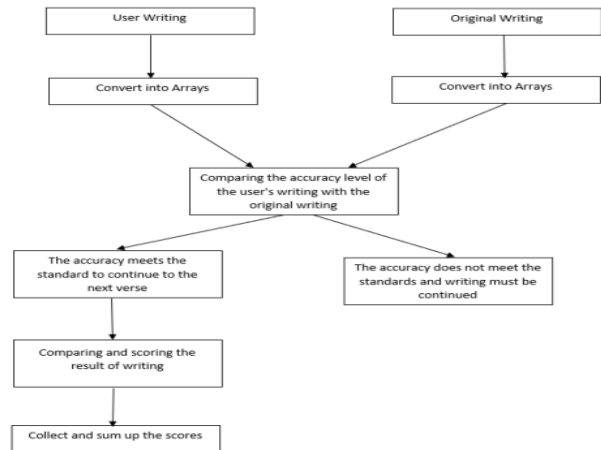 User Writing
Original Writing
Convert into Arrays
Convert into Arrays
Comparing the accuracy level of
the user's writing with the
original writing
The accuracy meets the
standard to continue to the
next verse
The accuracy does not meet the
standards and writing must be
continued
Comparing and scoring the
result of writing
Collect and sum up the scores